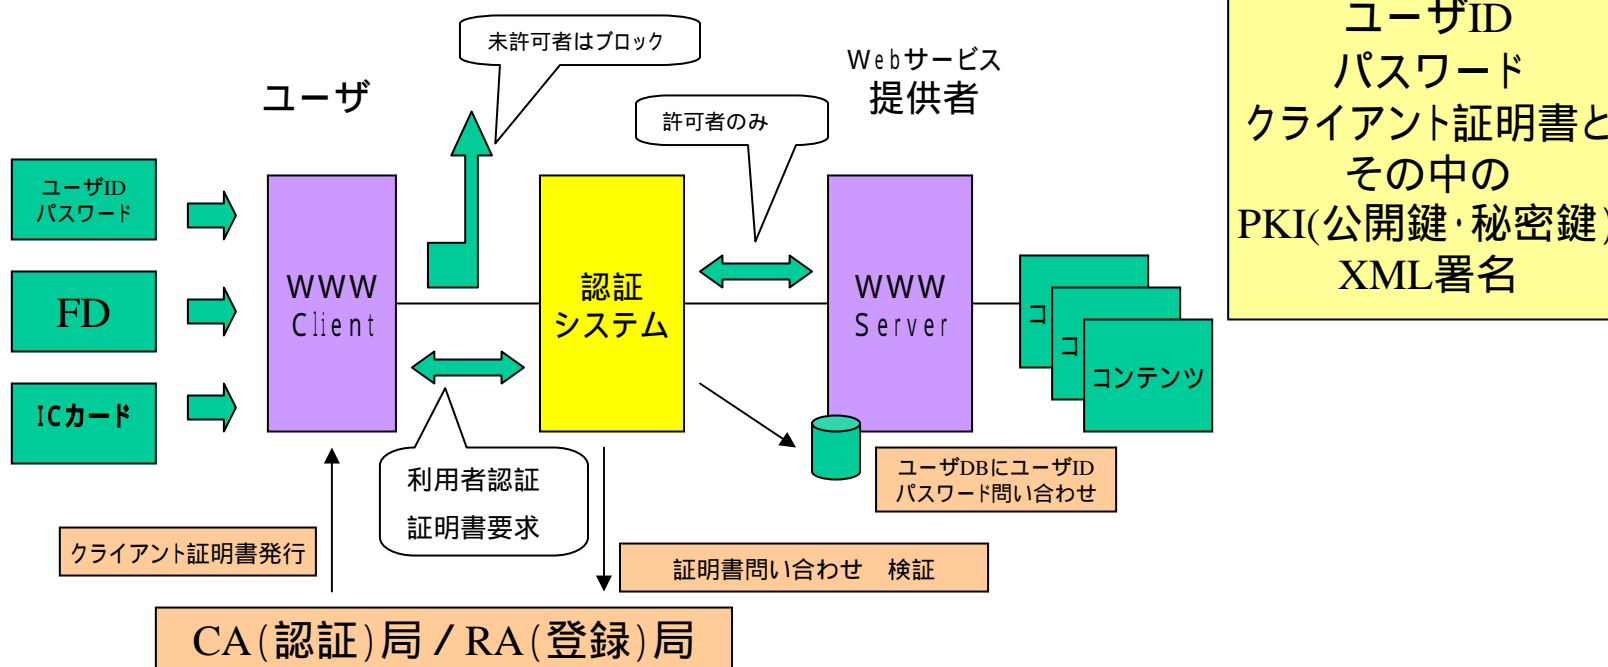 未許可者はブロック
Webサービス
提供者
ユーザ
許可者のみ
ユーザID
パスワード
FD
ICカード
WWW
Client
認証
システム
WWW
Server
コ
コ
コンテンツ
利用者認証
証明書要求
ユーザDBにユーザID
パスワード問い合わせ
クライアント証明書発行
証明書問い合わせ　検証
CA(認証)局／RA(登録)局
ユーザID
パスワード
クライアント証明書と
その中の
PKI(公開鍵・秘密鍵)
XML署名